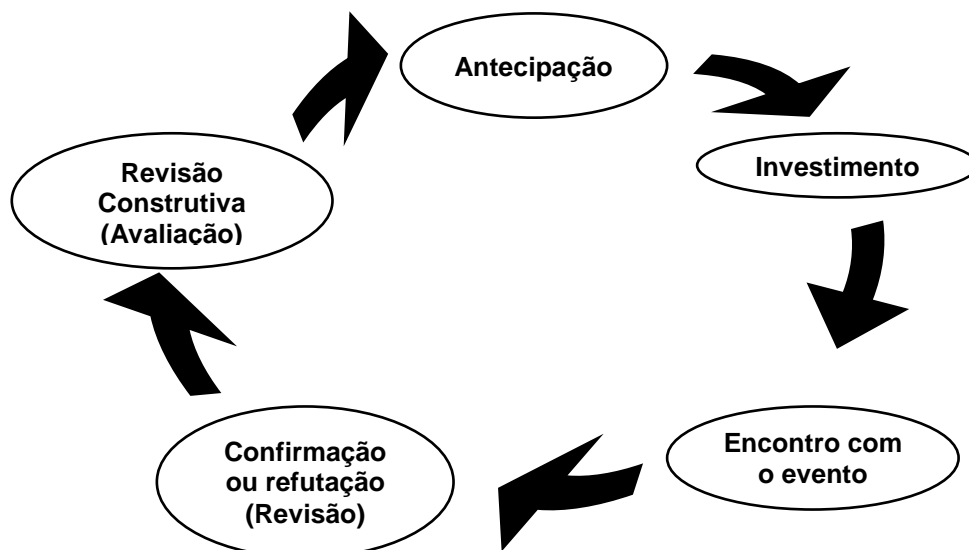 Antecipação
Investimento
Encontro com
o evento
Confirmação
ou refutação
(Revisão)
Revisão
Construtiva
(Avaliação)